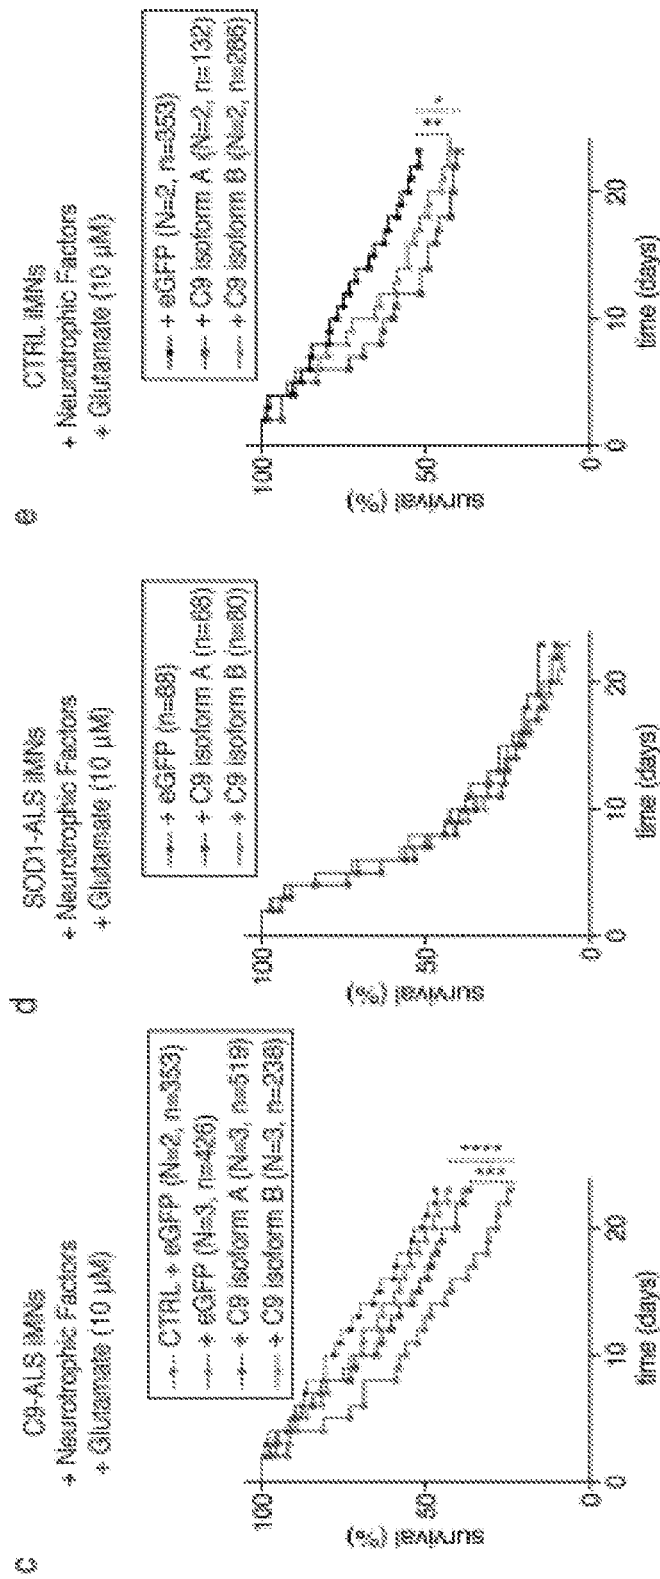 c
C9-ALS iMNs
+ Neurotrophic Factors
+ Glutamate (10 µM)
CTRL + eGFP (N=2, n=353)
+ eGFP (N=3, n=426)
+ C9 isoform A (N=3, n=519)
+ C9 isoform B (N=3, n=238)
survival (%)
100
50
0
0
10
20
time (days)
****
d
SOD1-ALS iMNs
+ Neurotrophic Factors
+ Glutamate (10 µM)
+ eGFP (n=88)
+ C9 isoform A (n=68)
+ C9 isoform B (n=80)
survival (%)
100
50
0
0
10
20
time (days)
e
CTRL iMNs
+ Neurotrophic Factors
+ Glutamate (10 µM)
+ eGFP (N=2, n=353)
+ C9 isoform A (N=2, n=132)
+ C9 isoform B (N=2, n=266)
survival (%)
100
50
0
0
10
20
time (days)
**
*